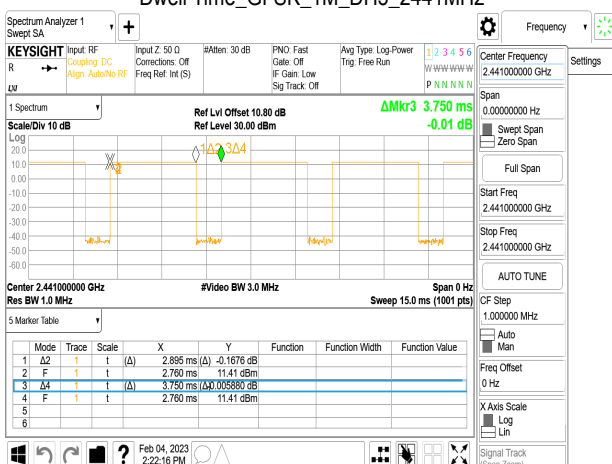 Dwell Time_GFSK_1M_DH5_2441MHz
Spectrum Analyzer 1
Swept SA
Frequency
KEYSIGHT
R
Input: RF
Coupling: DC
Align: Auto/No RF
Input Z: 50 Ω
Corrections: Off
Freq Ref: Int (S)
#Atten: 30 dB
PNO: Fast
Gate: Off
IF Gain: Low
Sig Track: Off
Avg Type: Log-Power
Trig: Free Run
1 2 3 4 5 6
W W W W W W
P N N N N N
1 Spectrum
Scale/Div 10 dB
Ref Lvl Offset 10.80 dB
Ref Level 30.00 dBm
ΔMkr3 3.750 ms
-0.01 dB
Log
20.0
10.0
0.00
-10.0
-20.0
-30.0
-40.0
-50.0
-60.0
3Δ4
Center 2.441000000 GHz
Res BW 1.0 MHz
#Video BW 3.0 MHz
Span 0 Hz
Sweep 15.0 ms (1001 pts)
5 Marker Table
Mode Trace Scale X Y Function Function Width Function Value
1 Δ2 1 t (Δ) 2.895 ms (Δ) -0.1676 dB
2 F 1 t 2.760 ms 11.41 dBm
3 Δ4 1 t (Δ) 3.750 ms (Δ)-0.005880 dB
4 F 1 t 2.760 ms 11.41 dBm
5
6
Feb 04, 2023
2:22:16 PM
Center Frequency
2.441000000 GHz
Settings
Span
0.00000000 Hz
Swept Span
Zero Span
Full Span
Start Freq
2.441000000 GHz
Stop Freq
2.441000000 GHz
AUTO TUNE
CF Step
1.000000 MHz
Auto
Man
Freq Offset
0 Hz
X Axis Scale
Log
Lin
Signal Track
(Span Zoom)